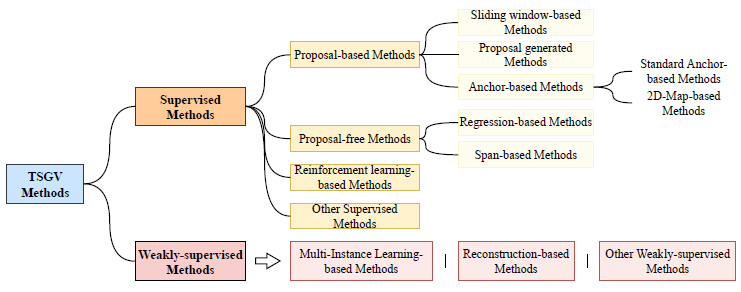 TSGV
Methods
Supervised
Methods
Proposal-based Methods
Sliding window-based
Methods
Proposal generated
Methods
Anchor-based Methods
Standard Anchor-
based Methods
2D-Map-based
Methods
Proposal-free Methods
Regression-based Methods
Span-based Methods
Reinforcement learning-
based Methods
Other Supervised
Methods
Weakly-supervised
Methods
Multi-Instance Learning-
based Methods
Reconstruction-based
Methods
Other Weakly-supervised
Methods